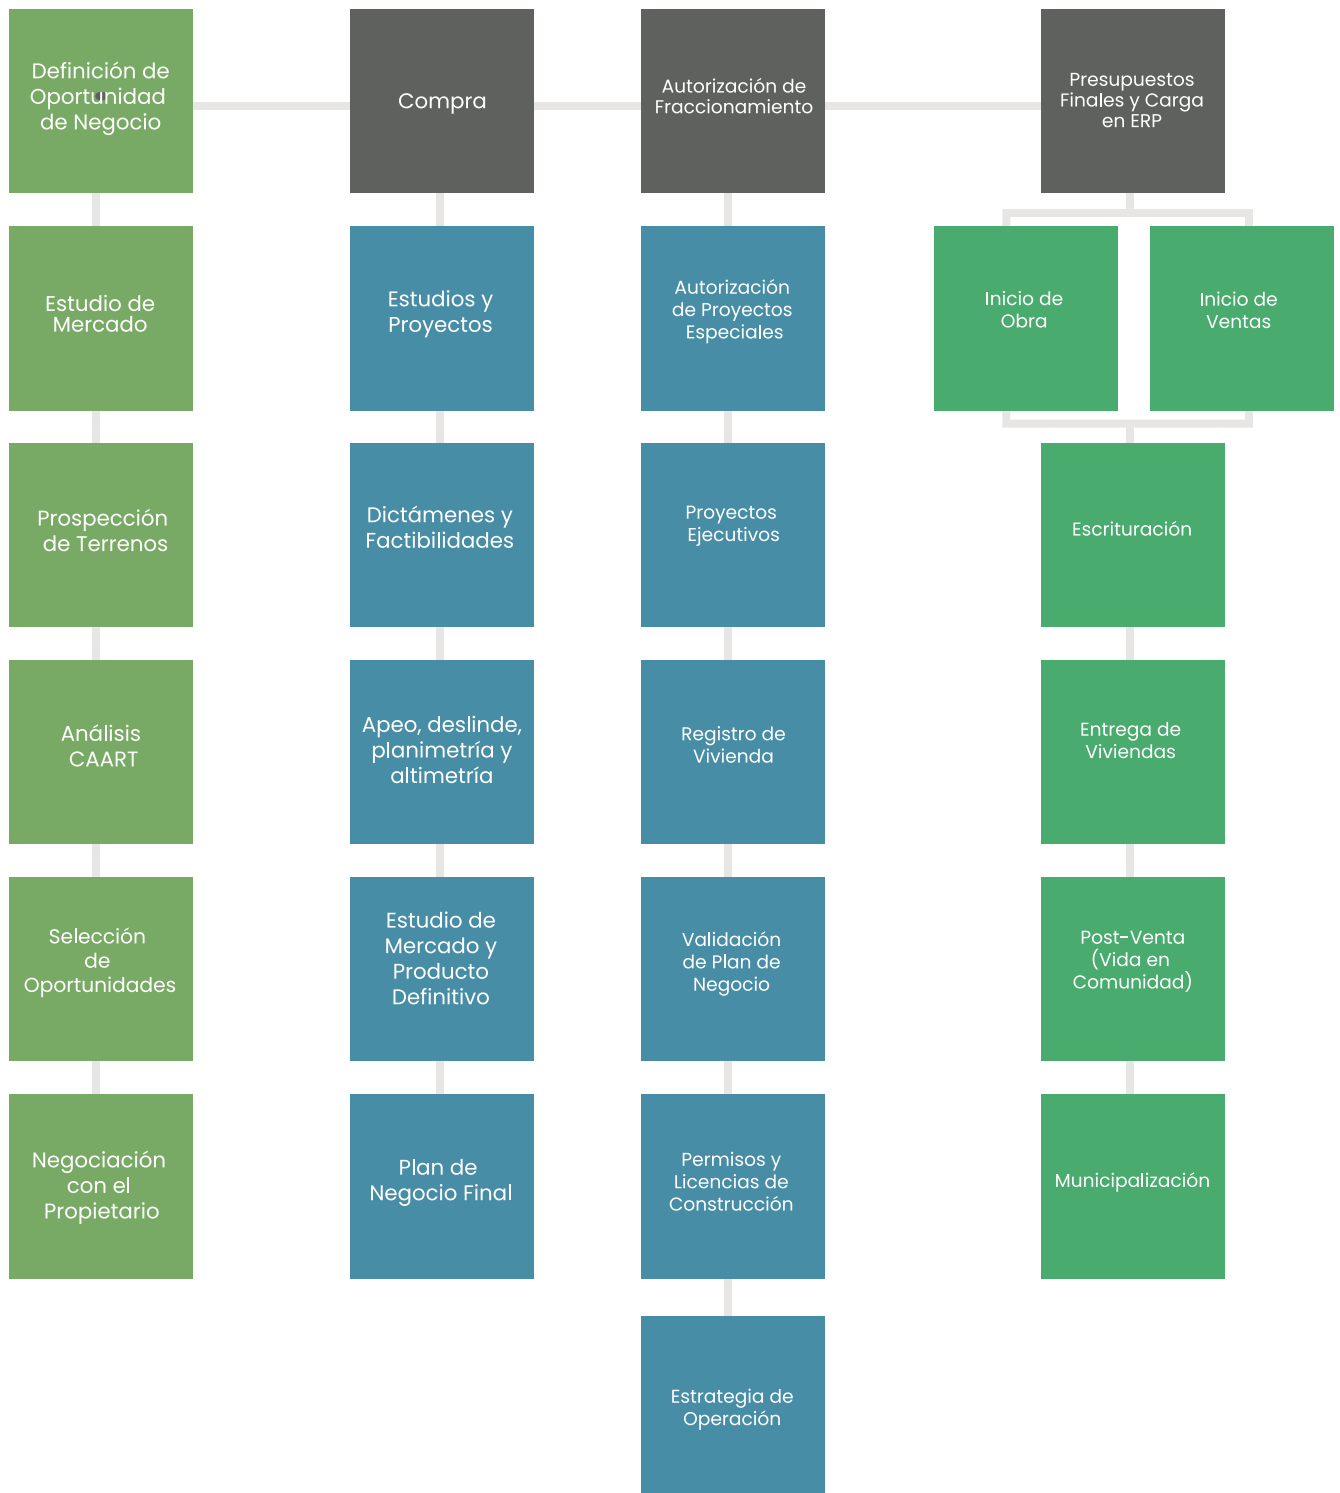 Definición de
Oportunidad
de Negocio
Estudio de
Mercado
Prospección
de Terrenos
Análisis
CAART
Selección
de
Oportunidades
Negociación
con el
Propietario
Compra
Estudios y
Proyectos
Dictámenes y
Factibilidades
Apeo, deslinde,
planimetría y
altimetría
Estudio de
Mercado y
Producto
Definitivo
Plan de
Negocio Final
Autorización de
Fraccionamiento
Autorización
de Proyectos
Especiales
Proyectos
Ejecutivos
Registro de
Vivienda
Validación
de Plan de
Negocio
Permisos y
Licencias de
Construcción
Estrategia de
Operación
Presupuestos
Finales y Carga
en ERP
Inicio de
Obra
Inicio de
Ventas
Escrituración
Entrega de
Viviendas
Post-Venta
(Vida en
Comunidad)
Municipalización